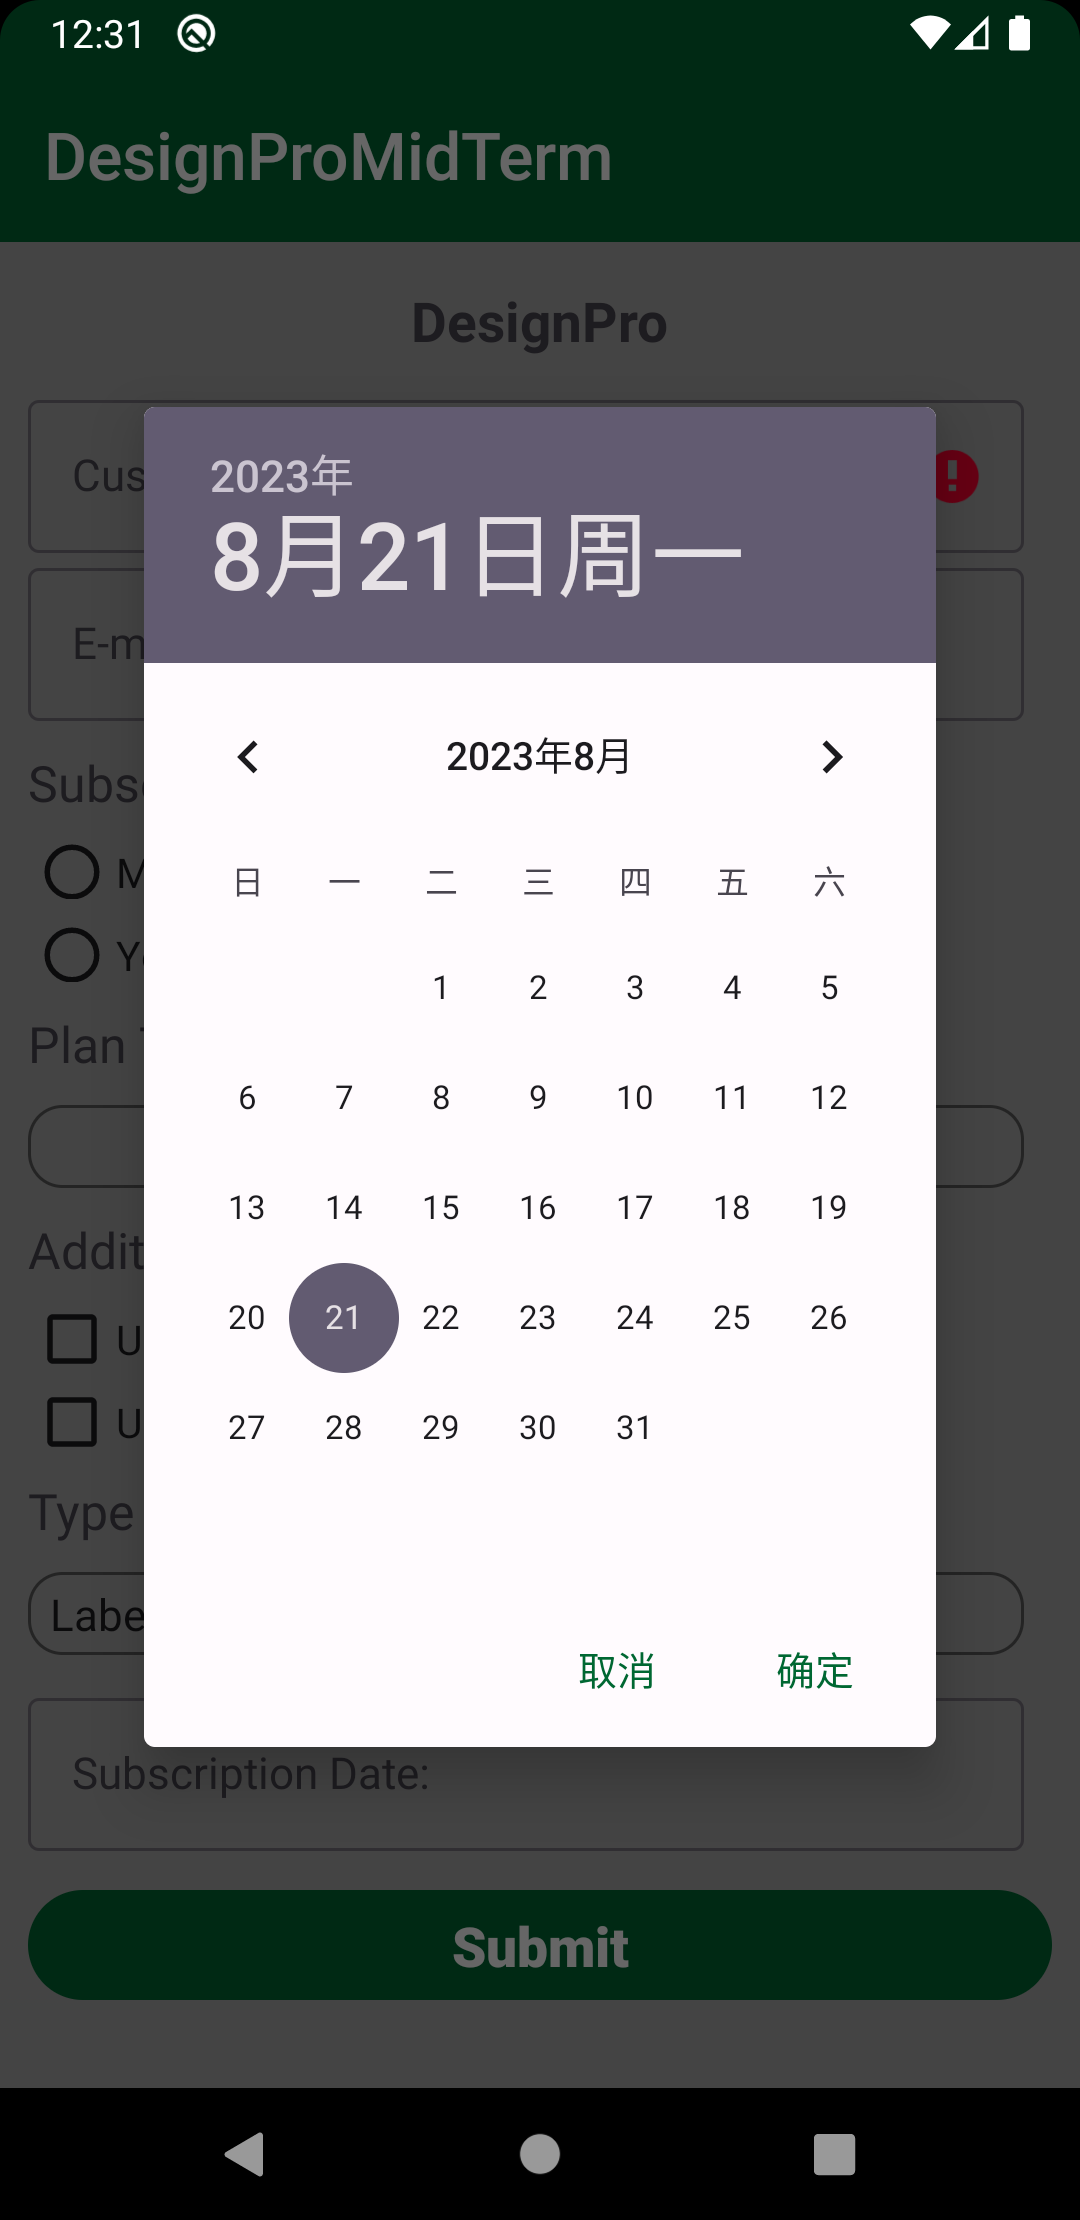 12:31
DesignProMidTerm
DesignPro
Cus
E-m
Subs
M
Y
Plan
Addit
U
U
Type
Labe
2023年
8月21日周一
2023年8月
日 一 二 三 四 五 六
1 2 3 4 5
6 7 8 9 10 11 12
13 14 15 16 17 18 19
20 21 22 23 24 25 26
27 28 29 30 31
取消 确定
Subscription Date:
Submit